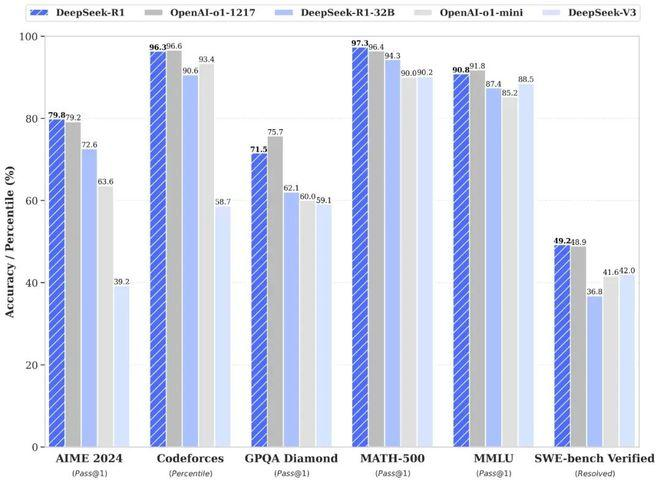 DeepSeek-R1 OpenAI-o1-1217 DeepSeek-R1-32B OpenAI-o1-mini DeepSeek-V3
Accuracy / Percentile (%)
100
80
60
40
20
0
79.8 79.2 72.6 63.6 39.2
96.3 96.6 90.6 93.4 58.7
71.5 75.7 62.1 60.0 59.1
97.3 96.4 94.3 90.0 90.2
90.8 91.8 87.4 85.2 88.5
49.2 48.9 36.8 41.6 42.0
AIME 2024 Codeforces GPQA Diamond MATH-500 MMLU SWE-bench Verified
(Pass@1) (Percentile) (Pass@1) (Pass@1) (Pass@1) (Resolved)